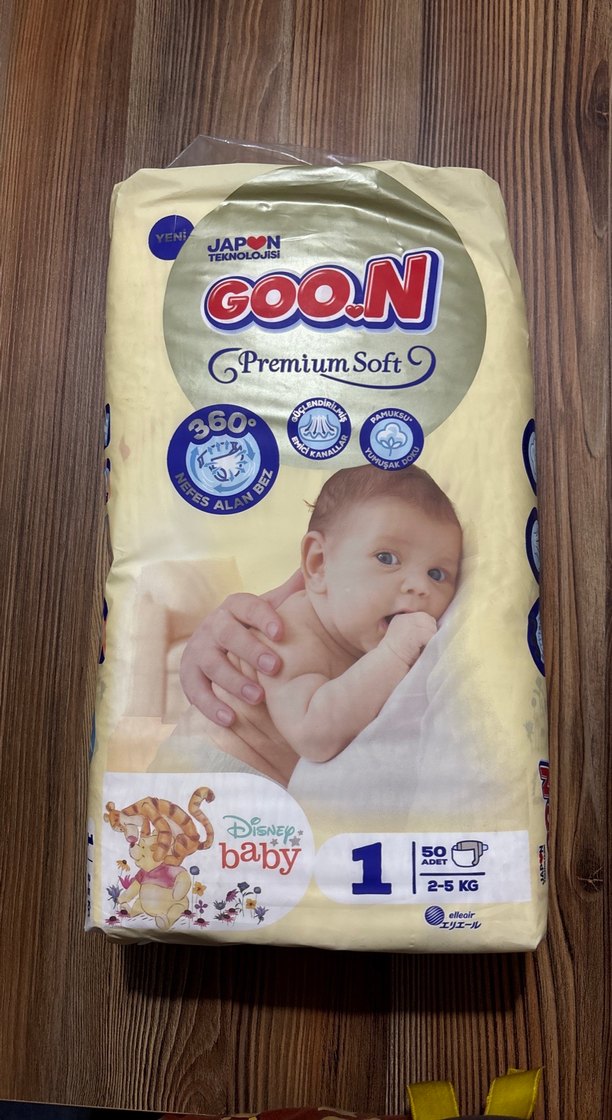 YENİ
JAPON
TEKNOLOJİSİ
GOO.N
Premium Soft
360°
NEFES ALAN BEZ
GÜÇLENDİRİLMİŞ
EMİCİ KANALLAR
PAMUKSU*
YUMUŞAK DOKU
Disney
baby
1
50
ADET
2-5 KG
elleair
エリエール